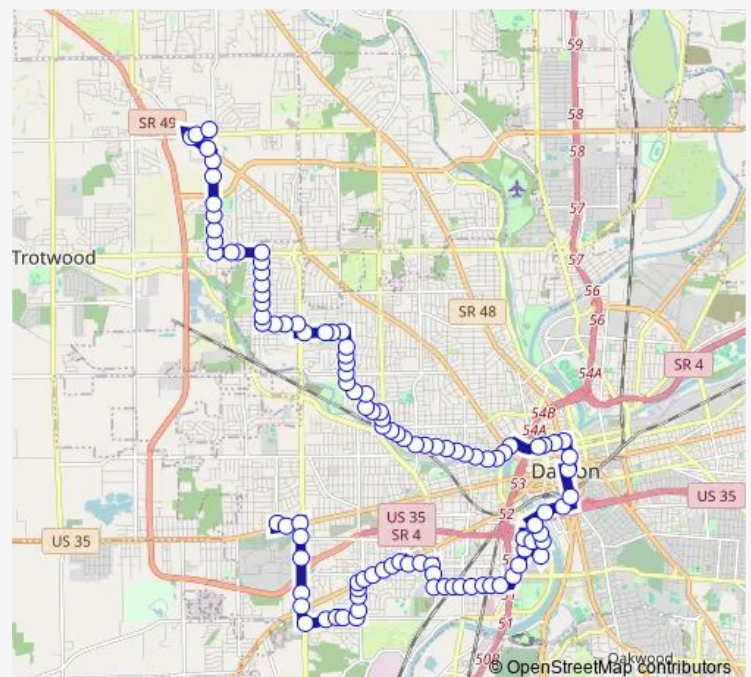 59
SR 49
58
58
57
Trotwood
57
56
SR 48
56
54A
SR 4
54B
54A
Dayton
53
US 35
52
US 35
SR 4
US 35
51
50B
Oakwood
© OpenStreetMap contributors